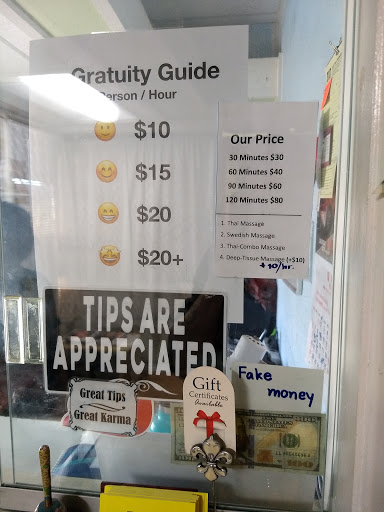 Gratuity Guide
Person / Hour
$10
$15
$20
$20+
Our Price
30 Minutes $30
60 Minutes $40
90 Minutes $60
120 Minutes $80
1. Thai Massage
2. Swedish Massage
3. Thai-Combo Massage
4. Deep-Tissue Massage (+$10)
+10/hr.
TIPS ARE
APPRECIATED
Great Tips
Great Karma
Gift
Certificates
Available
Fake
money
100